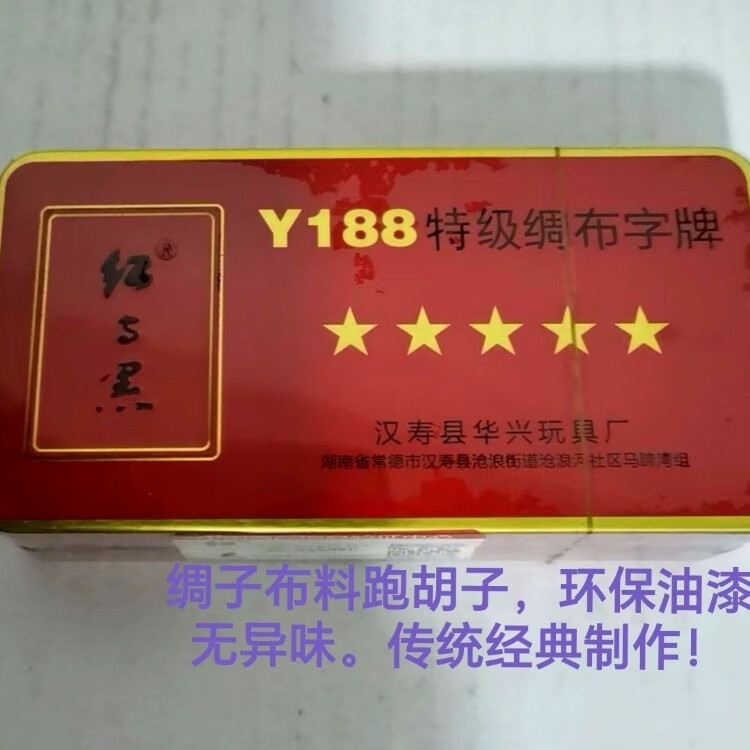 红®
与
黑
Y188特级绸布字牌
汉寿县华兴玩具厂
湖南省常德市汉寿县沧浪街道沧浪河社区马蹄湾组
绸子布料跑胡子，环保油漆
无异味。传统经典制作！